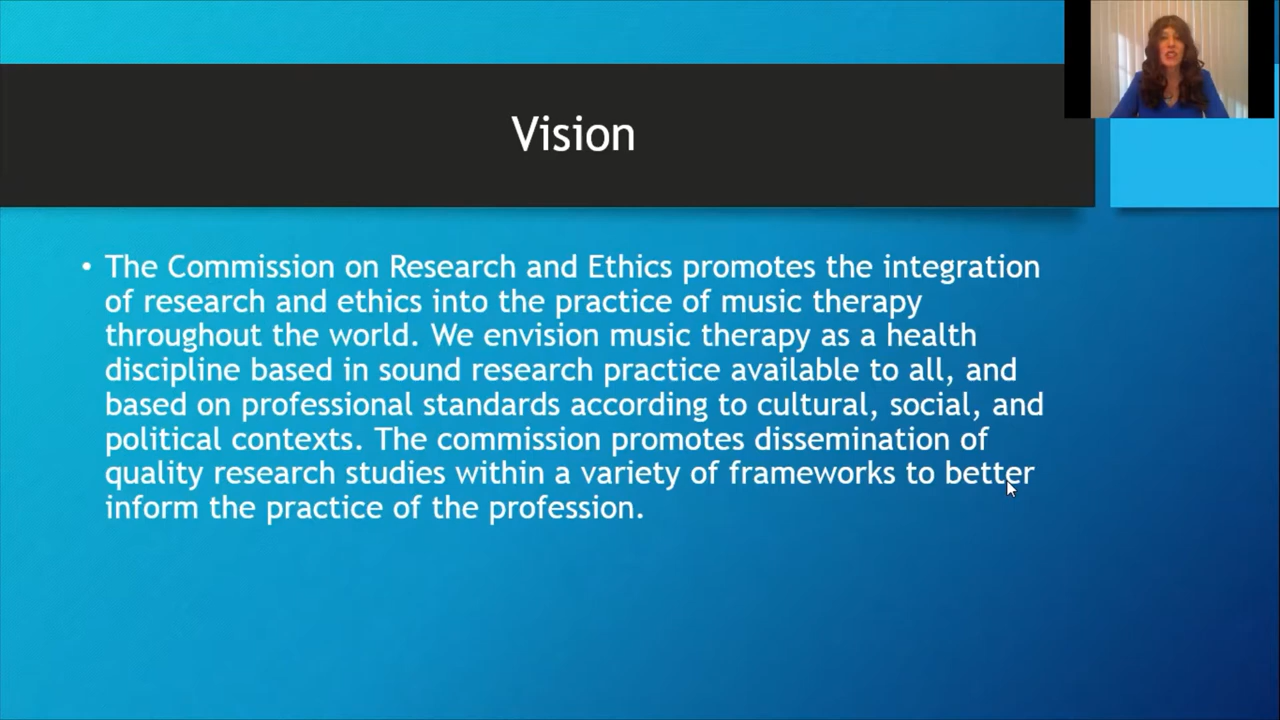 Vision
• The Commission on Research and Ethics promotes the integration
of research and ethics into the practice of music therapy
throughout the world. We envision music therapy as a health
discipline based in sound research practice available to all, and
based on professional standards according to cultural, social, and
political contexts. The commission promotes dissemination of
quality research studies within a variety of frameworks to better
inform the practice of the profession.